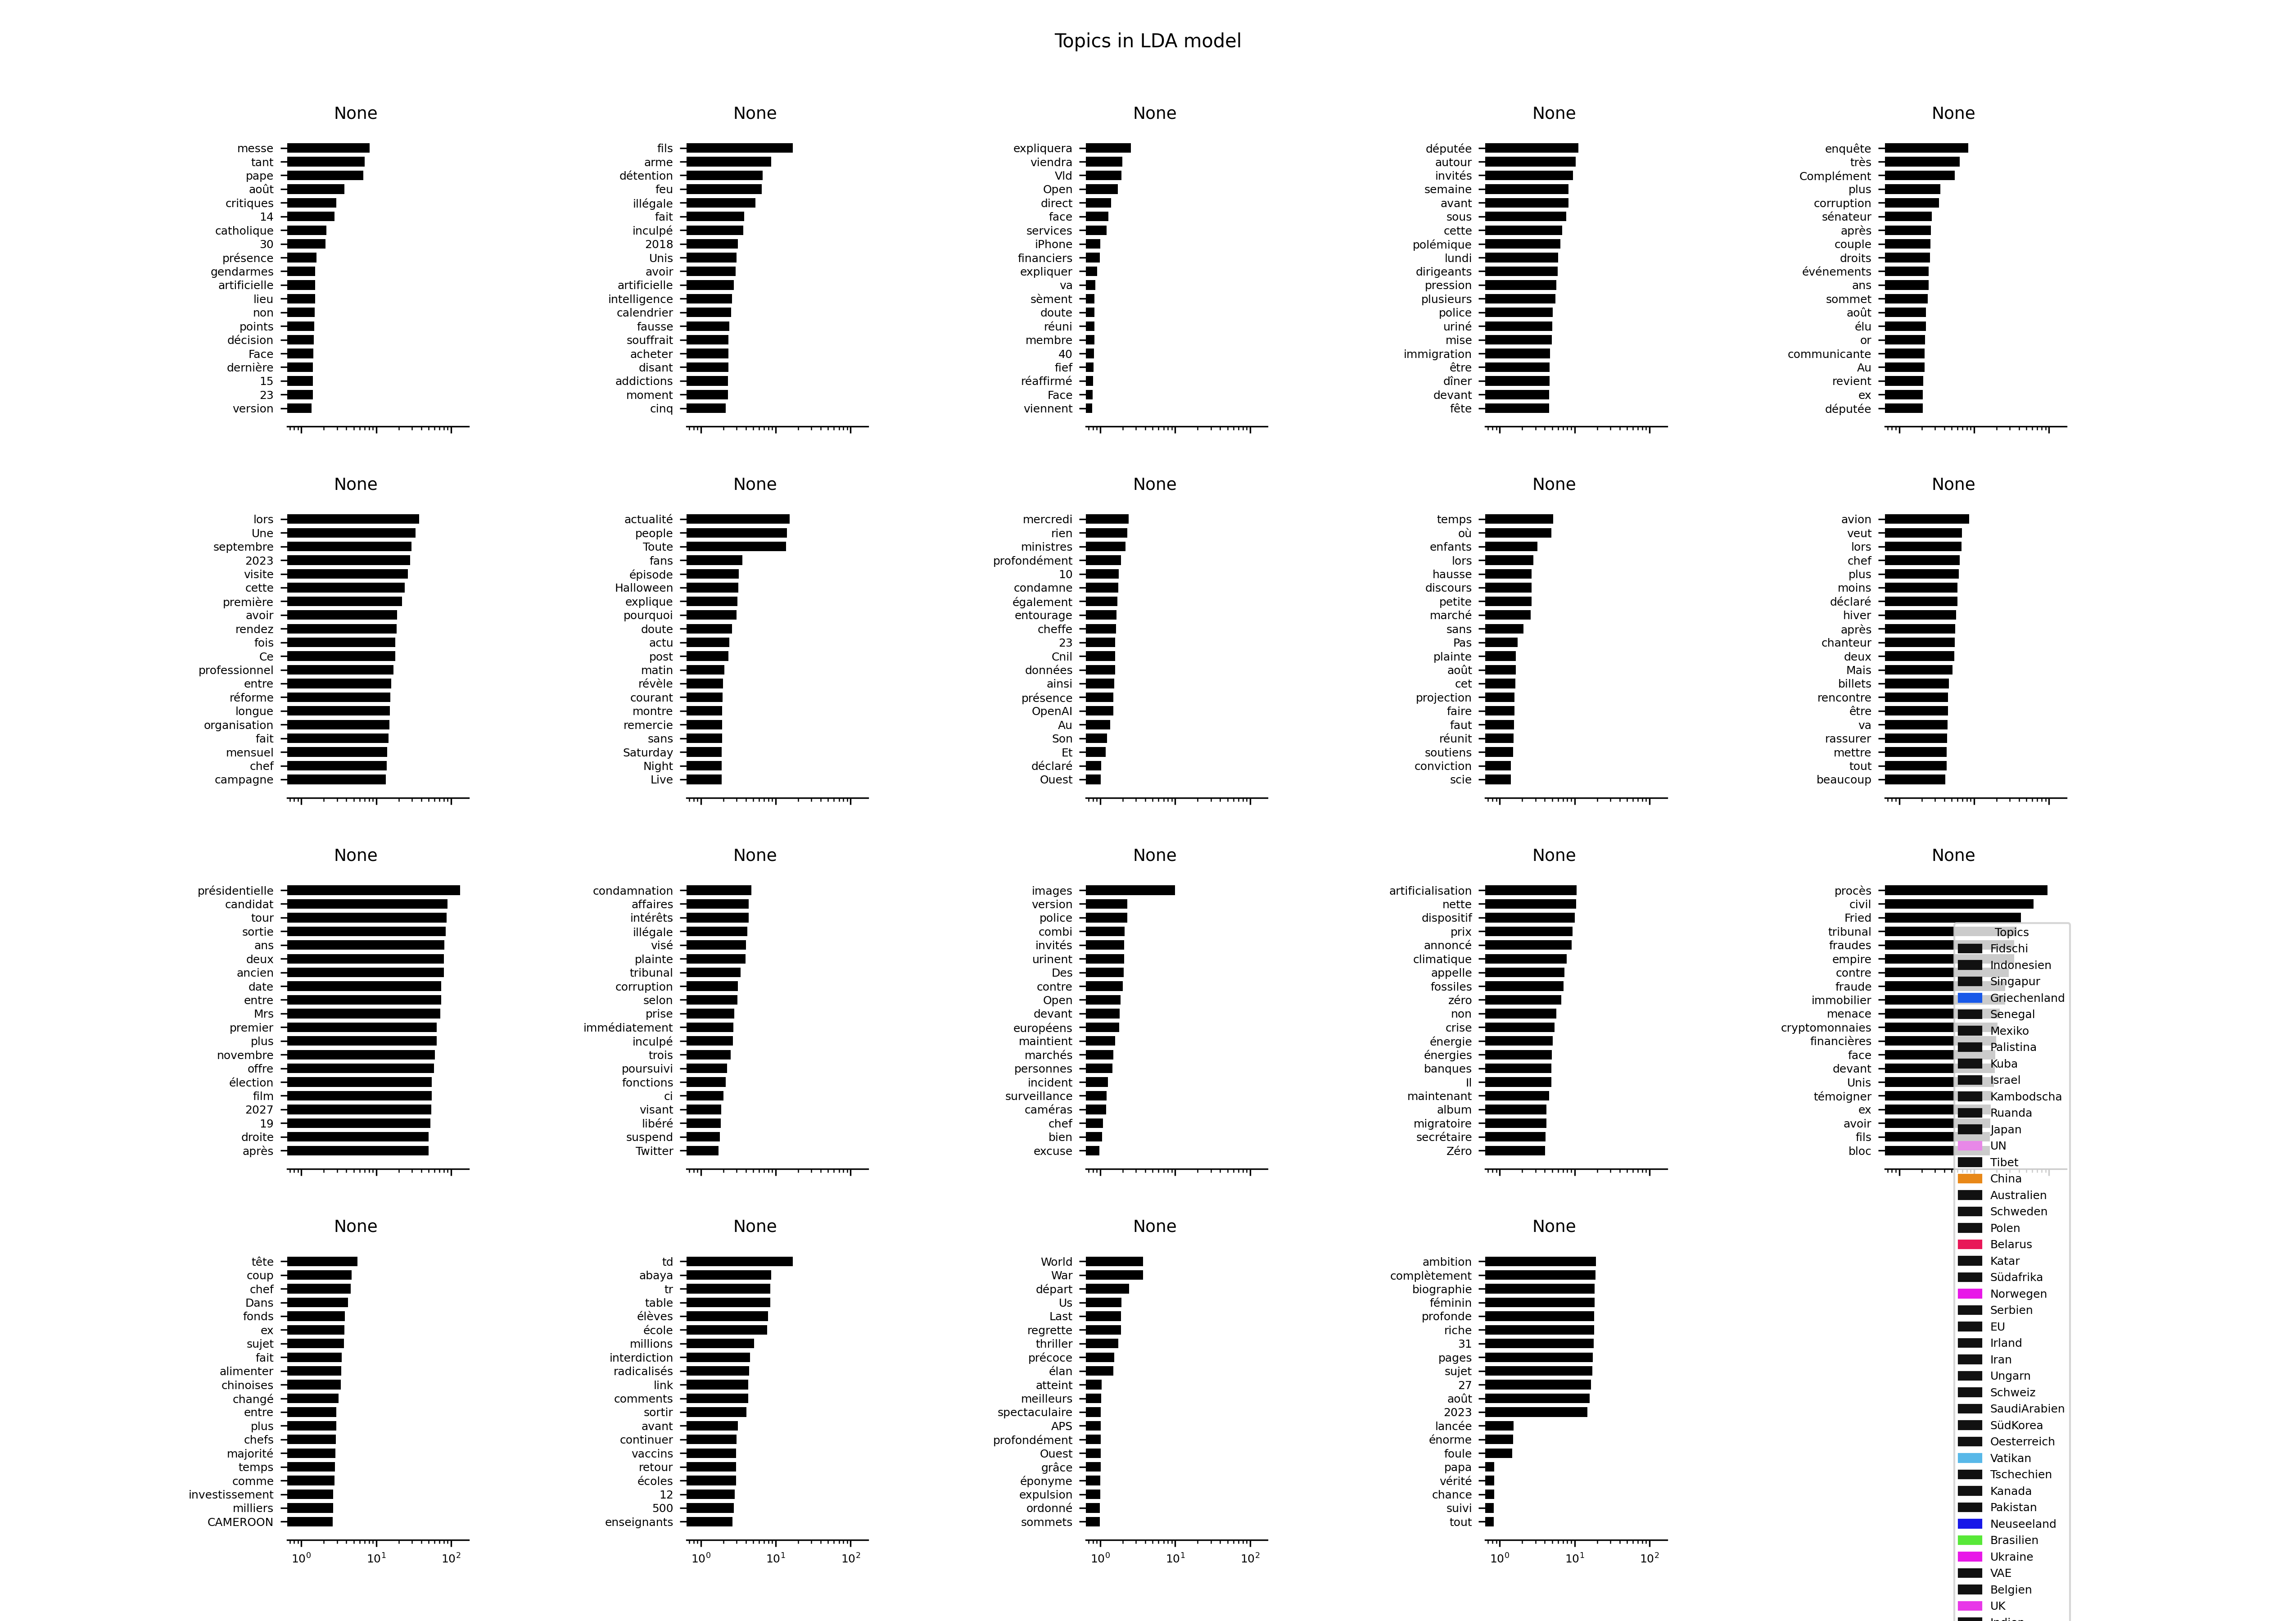 Topics in LDA model
None
messe
tant
pape
août
critiques
14
catholique
30
présence
gendarmes
artificielle
lieu
non
points
décision
Face
dernière
15
23
version
None
fils
arme
détention
feu
illégale
fait
inculpé
2018
Unis
avoir
artificielle
intelligence
calendrier
fausse
souffrait
acheter
disant
addictions
moment
cinq
None
expliquera
viendra
Vld
Open
direct
face
services
iPhone
financiers
expliquer
va
sèment
doute
réuni
membre
40
fief
réaffirmé
Face
viennent
None
députée
autour
invités
semaine
avant
sous
cette
polémique
lundi
dirigeants
pression
plusieurs
police
uriné
mise
immigration
être
dîner
devant
fête
None
enquête
très
Complément
plus
corruption
sénateur
après
couple
droits
événements
ans
sommet
août
élu
or
communicante
Au
revient
ex
députée
None
lors
Une
septembre
2023
visite
cette
première
avoir
rendez
fois
Ce
professionnel
entre
réforme
longue
organisation
fait
mensuel
chef
campagne
None
actualité
people
Toute
fans
épisode
Halloween
explique
pourquoi
doute
actu
post
matin
révèle
courant
montre
remercie
sans
Saturday
Night
Live
None
mercredi
rien
ministres
profondément
10
condamne
également
entourage
cheffe
23
Cnil
données
ainsi
présence
OpenAI
Au
Son
Et
déclaré
Ouest
None
temps
où
enfants
lors
hausse
discours
petite
marché
sans
Pas
plainte
août
cet
projection
faire
faut
réunit
soutiens
conviction
scie
None
avion
veut
lors
chef
plus
moins
déclaré
hiver
après
chanteur
deux
Mais
billets
rencontre
être
va
rassurer
mettre
tout
beaucoup
None
présidentielle
candidat
tour
sortie
ans
deux
ancien
date
entre
Mrs
premier
plus
novembre
offre
élection
film
2027
19
droite
après
None
condamnation
affaires
intérêts
illégale
visé
plainte
tribunal
corruption
selon
prise
immédiatement
inculpé
trois
poursuivi
fonctions
ci
visant
libéré
suspend
Twitter
None
images
version
police
combi
invités
urinent
Des
contre
Open
devant
européens
maintient
marchés
personnes
incident
surveillance
caméras
chef
bien
excuse
None
artificialisation
nette
dispositif
prix
annoncé
climatique
appelle
fossiles
zéro
non
crise
énergie
énergies
banques
Il
maintenant
album
migratoire
secrétaire
Zéro
None
procès
civil
Fried
tribunal
fraudes
empire
contre
fraude
immobilier
menace
cryptomonnaies
financières
face
devant
Unis
témoigner
ex
avoir
fils
bloc
None
tête
coup
chef
Dans
fonds
ex
sujet
fait
alimenter
chinoises
changé
entre
plus
chefs
majorité
temps
comme
investissement
milliers
CAMEROON
10⁰ 10¹ 10²
None
td
abaya
tr
table
élèves
école
millions
interdiction
radicalisés
link
comments
sortir
avant
continuer
vaccins
retour
écoles
12
500
enseignants
10⁰ 10¹ 10²
None
World
War
départ
Us
Last
regrette
thriller
précoce
élan
atteint
meilleurs
spectaculaire
APS
profondément
Ouest
grâce
éponyme
expulsion
ordonné
sommets
10⁰ 10¹ 10²
None
ambition
complètement
biographie
féminin
profonde
riche
31
pages
sujet
27
août
2023
lancée
énorme
foule
papa
vérité
chance
suivi
tout
10⁰ 10¹ 10²
Topics
Fidschi
Indonesien
Singapur
Griechenland
Senegal
Mexiko
Palistina
Kuba
Israel
Kambodscha
Ruanda
Japan
UN
Tibet
China
Australien
Schweden
Polen
Belarus
Katar
Südafrika
Norwegen
Serbien
EU
Irland
Iran
Ungarn
Schweiz
SaudiArabien
SüdKorea
Oesterreich
Vatikan
Tschechien
Kanada
Pakistan
Neuseeland
Brasilien
Ukraine
VAE
Belgien
UK